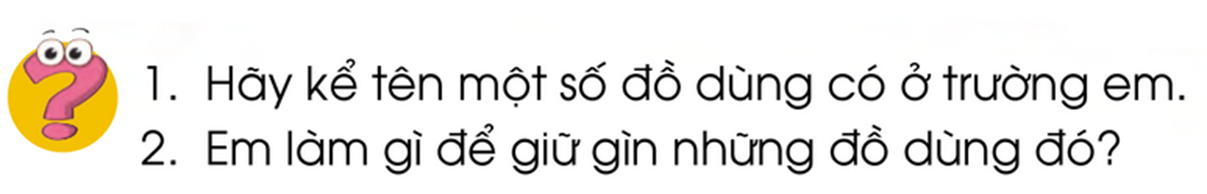 1. Hãy kể tên một số đồ dùng có ở trường em.
2. Em làm gì để giữ gìn những đồ dùng đó?